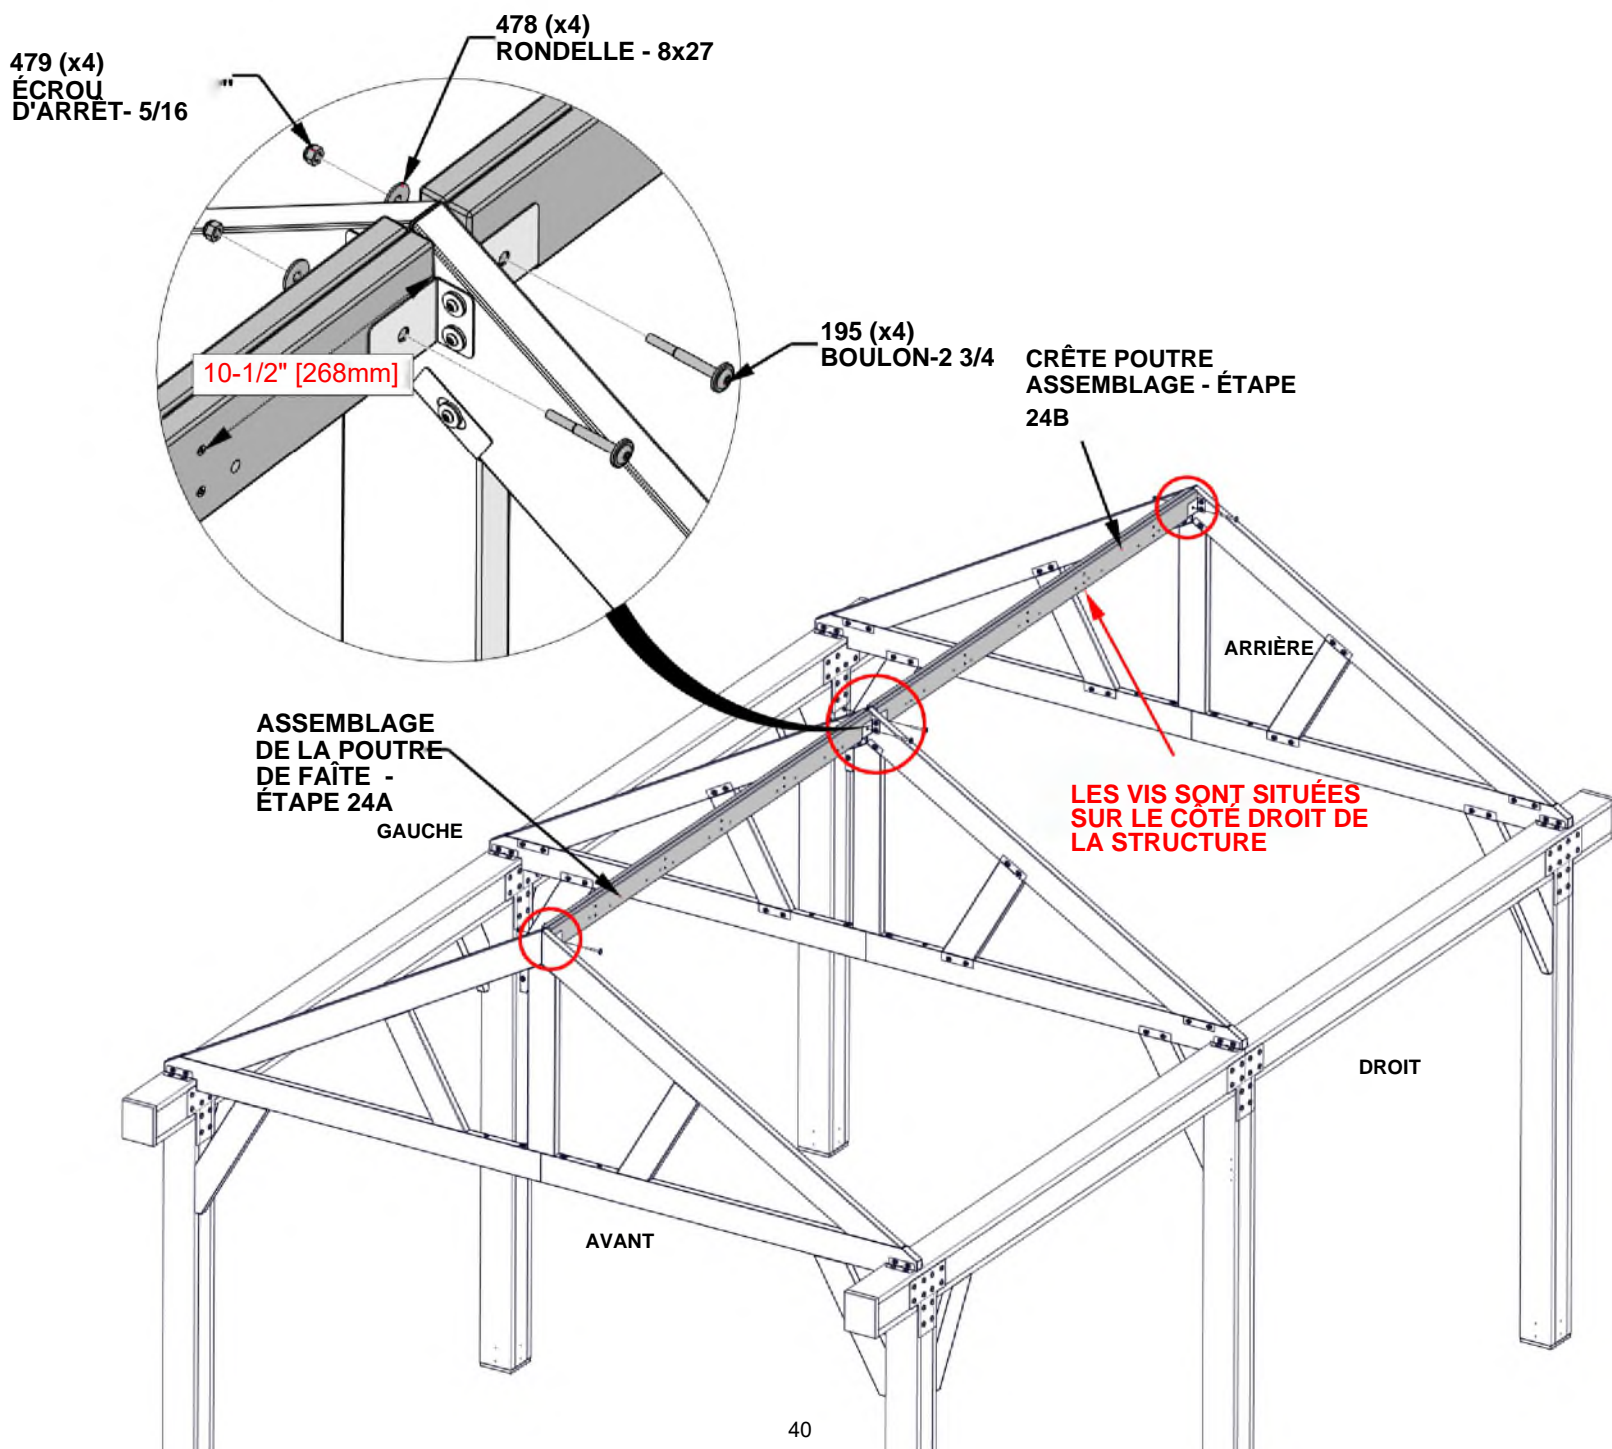 478 (x4)
RONDELLE - 8x27
479 (x4)
ÉCROU
D'ARRÊT- 5/16
10-1/2" [268mm]
195 (x4)
BOULON-2 3/4
CRÊTE POUTRE
ASSEMBLAGE - ÉTAPE
24B
ARRIÈRE
ASSEMBLAGE
DE LA POUTRE
DE FAÎTE -
ÉTAPE 24A
GAUCHE
LES VIS SONT SITUÉES
SUR LE CÔTÉ DROIT DE
LA STRUCTURE
DROIT
AVANT
40